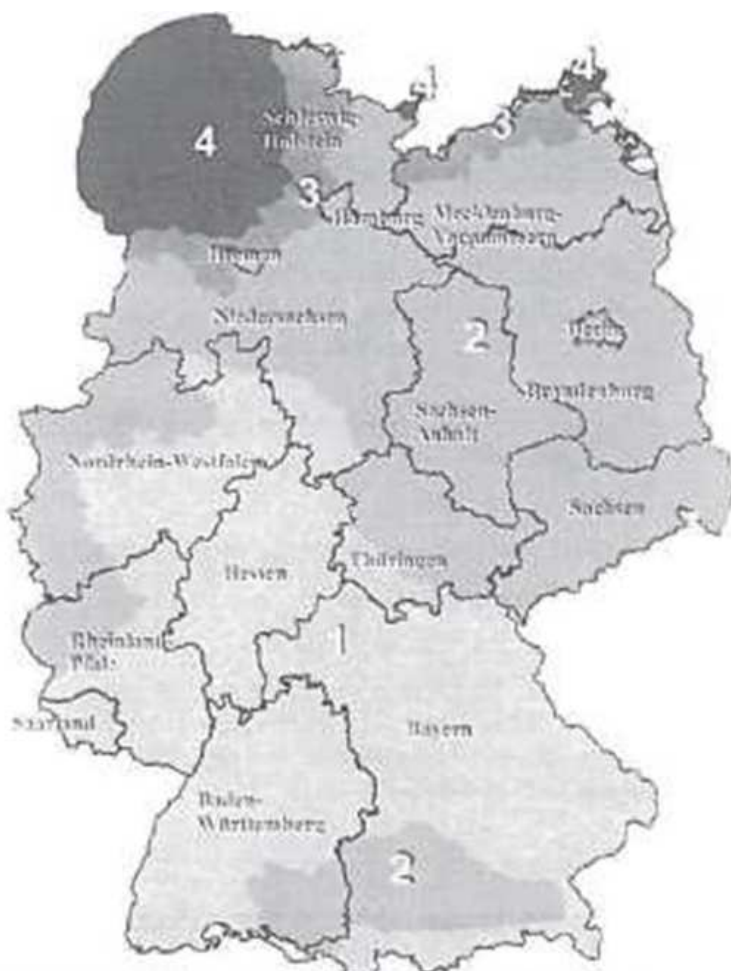 4
4
Schleswig-
Holstein
4
3
3
Hamburg
Mecklenburg-
Vorpommern
Bremen
Niedersachsen
2
Berlin
Brandenburg
Sachsen-
Anhalt
Nordrhein-Westfalen
Sachsen
Hessen
Thüringen
1
Rheinland-
Pfalz
Saarland
Bayern
Baden-
Württemberg
2